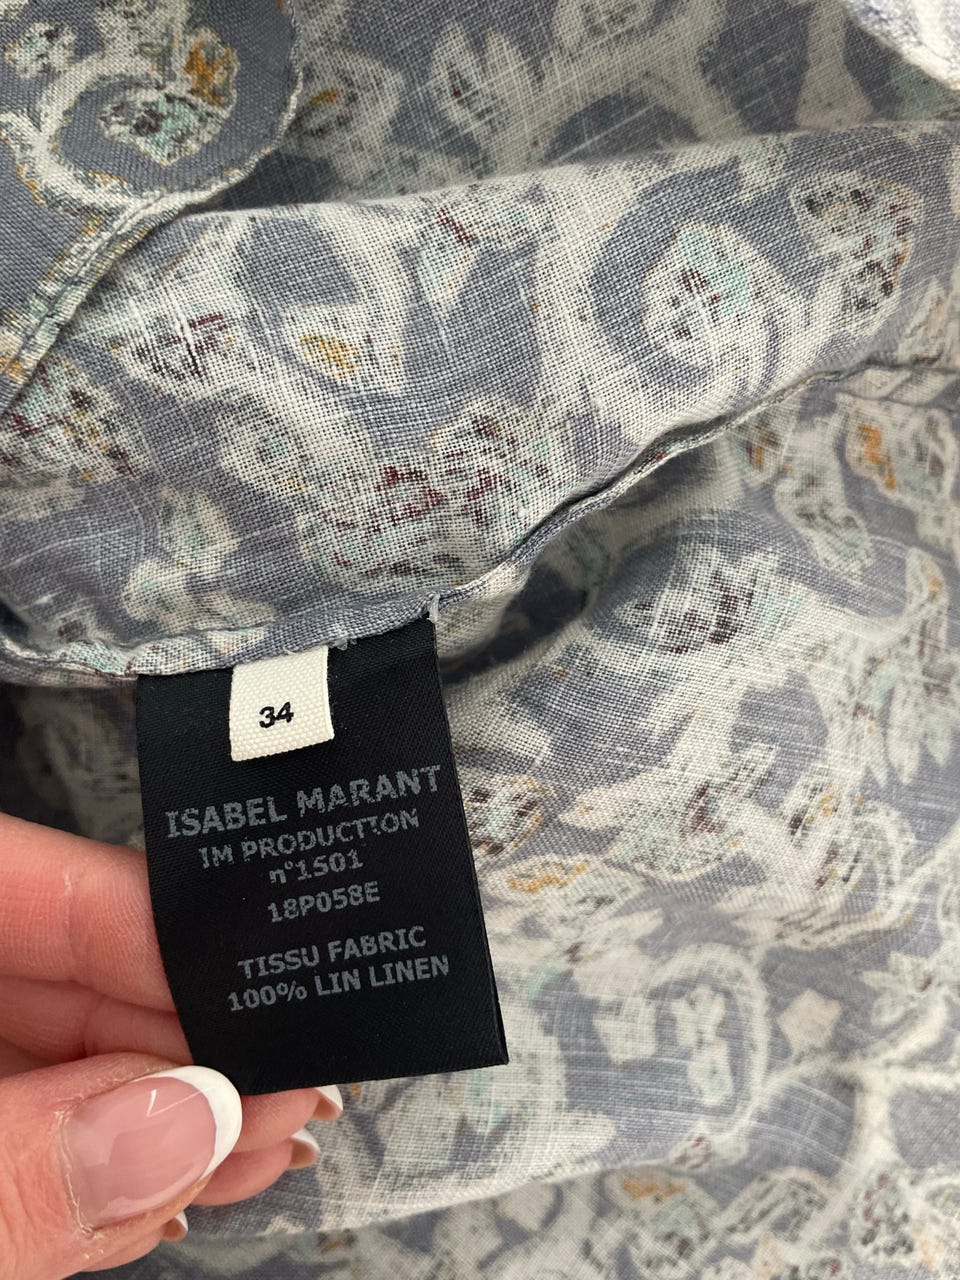 34
ISABEL MARANT
IM PRODUCTION
n°1501
18P058E
TISSU FABRIC
100% LIN LINEN